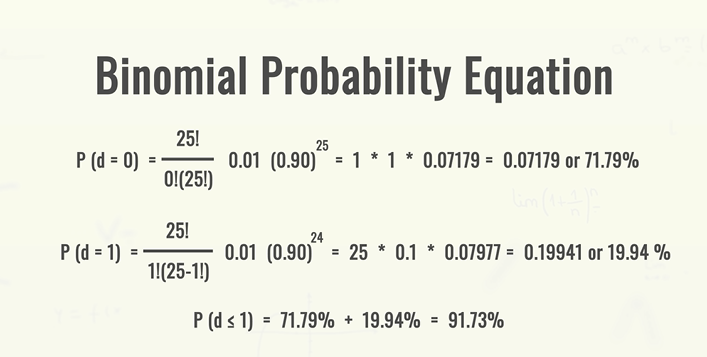 Binomial Probability Equation
P (d = 0) = 25! / 0!(25!) 0.01 (0.90)^25 = 1 * 1 * 0.07179 = 0.07179 or 71.79%
P (d = 1) = 25! / 1!(25-1!) 0.01 (0.90)^24 = 25 * 0.1 * 0.07977 = 0.19941 or 19.94 %
P (d ≤ 1) = 71.79% + 19.94% = 91.73%